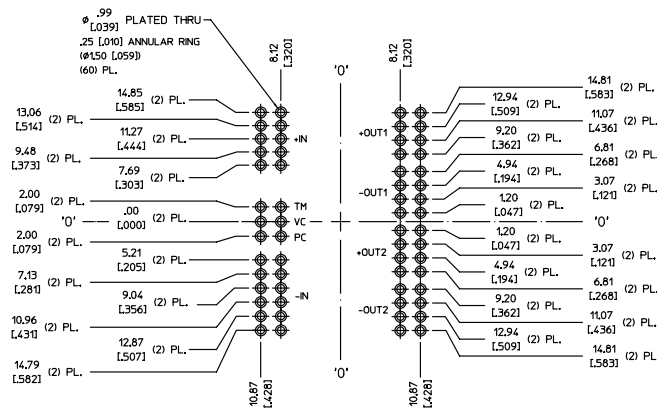 ø .99
[.039] PLATED THRU
.25 [.010] ANNULAR RING
(ø1.50 [.059])
(60) PL.
8.12
[.320]
'0'
8.12
[.320]
14.85
[.585] (2) PL.
13.06
[.514] (2) PL.
11.27
[.444] (2) PL.
+IN
9.48
[.373] (2) PL.
7.69
[.303] (2) PL.
2.00
[.079] (2) PL.
TM
'0'
.00
[.000] (2) PL.
VC
2.00
[.079] (2) PL.
PC
5.21
[.205] (2) PL.
7.13
[.281] (2) PL.
9.04
[.356] (2) PL.
-IN
10.96
[.431] (2) PL.
12.87
[.507] (2) PL.
14.79
[.582] (2) PL.
10.87
[.428]
'0'
10.87
[.428]
14.81
[.583] (2) PL.
12.94
[.509] (2) PL.
+OUT1
11.07
[.436] (2) PL.
9.20
[.362] (2) PL.
6.81
[.268] (2) PL.
4.94
[.194] (2) PL.
-OUT1
3.07
[.121] (2) PL.
1.20
[.047] (2) PL.
'0'
1.20
[.047] (2) PL.
+OUT2
3.07
[.121] (2) PL.
4.94
[.194] (2) PL.
6.81
[.268] (2) PL.
9.20
[.362] (2) PL.
-OUT2
11.07
[.436] (2) PL.
12.94
[.509] (2) PL.
14.81
[.583] (2) PL.